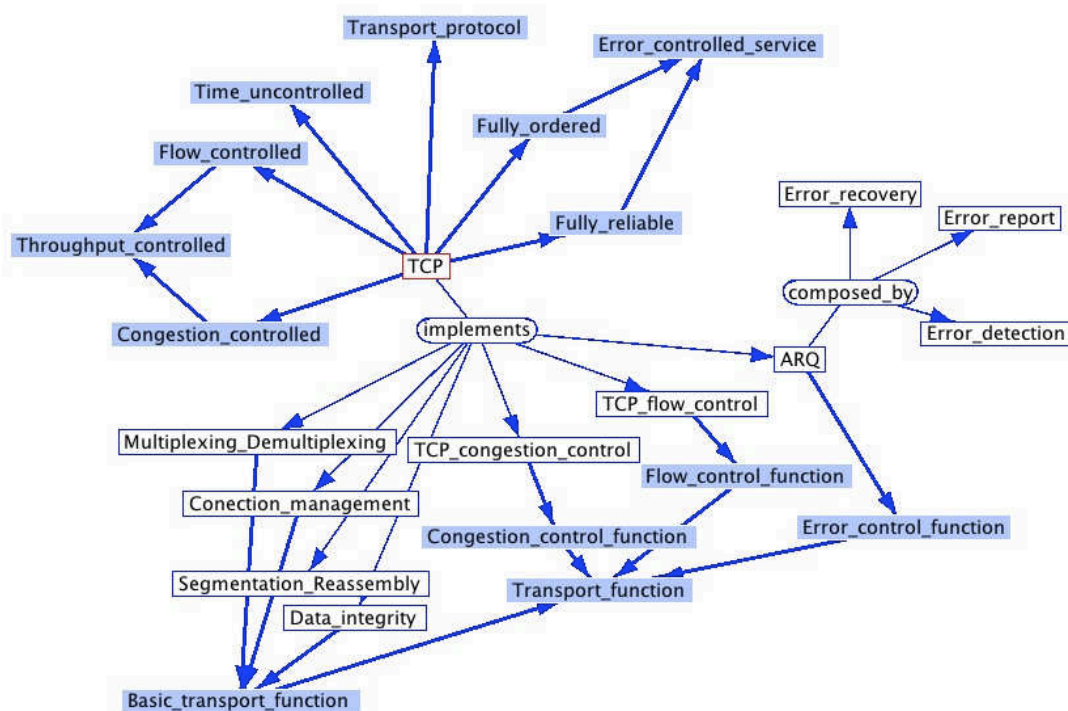 Transport_protocol
Error_controlled_service
Time_uncontrolled
Fully_ordered
Flow_controlled
Error_recovery
Error_report
Fully_reliable
Throughput_controlled
TCP
composed_by
Congestion_controlled
implements
Error_detection
ARQ
TCP_flow_control
Multiplexing_Demultiplexing
TCP_congestion_control
Flow_control_function
Conection_management
Error_control_function
Congestion_control_function
Segmentation_Reassembly
Transport_function
Data_integrity
Basic_transport_function